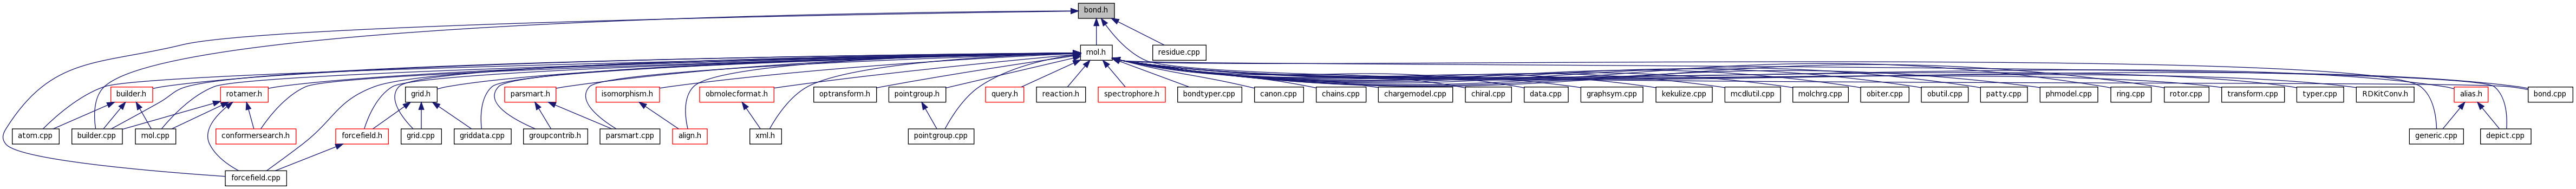 bond.h
mol.h
residue.cpp
builder.h
rotamer.h
grid.h
parsmart.h
isomorphism.h
obmolecformat.h
optransform.h
pointgroup.h
query.h
reaction.h
spectrophore.h
bondtyper.cpp
canon.cpp
chains.cpp
chargemodel.cpp
chiral.cpp
data.cpp
graphsym.cpp
kekulize.cpp
mcdlutil.cpp
molchrg.cpp
obiter.cpp
obutil.cpp
patty.cpp
phmodel.cpp
ring.cpp
rotor.cpp
transform.cpp
typer.cpp
RDKitConv.h
alias.h
bond.cpp
atom.cpp
builder.cpp
mol.cpp
conformersearch.h
forcefield.h
grid.cpp
griddata.cpp
groupcontrib.h
parsmart.cpp
align.h
xml.h
pointgroup.cpp
generic.cpp
depict.cpp
forcefield.cpp